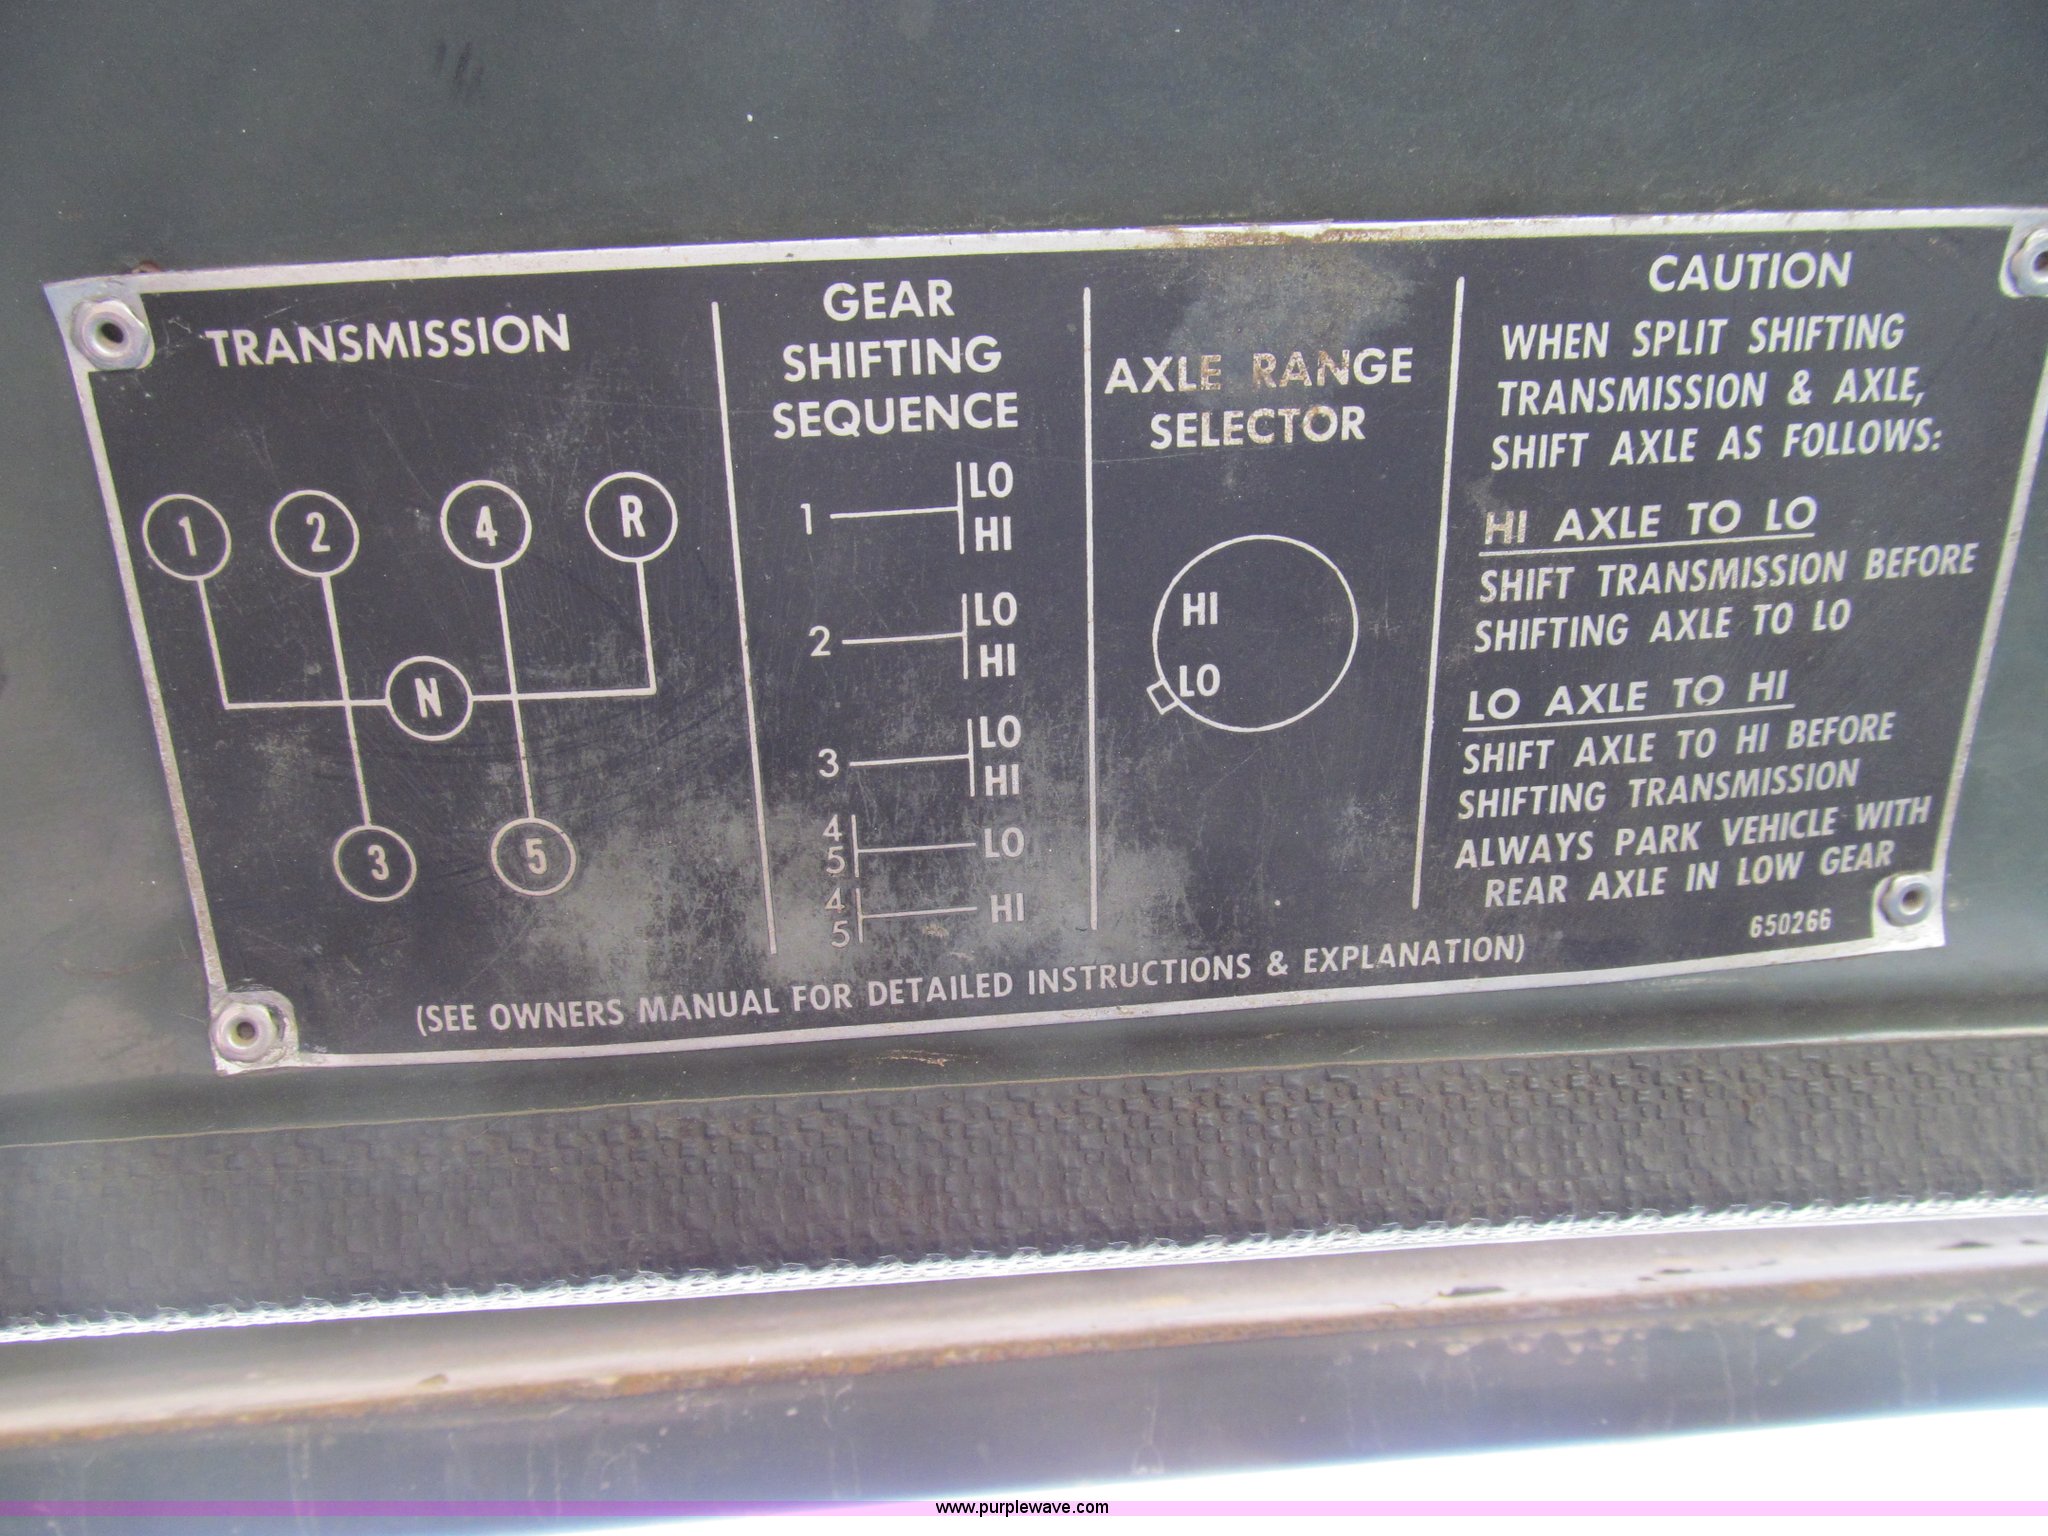 TRANSMISSION
1 2 4 R
N
3 5
GEAR
SHIFTING
SEQUENCE
1 LO
HI
2 LO
HI
3 LO
HI
4
5 LO
4
5 HI
AXLE RANGE
SELECTOR
HI
LO
CAUTION
WHEN SPLIT SHIFTING
TRANSMISSION & AXLE,
SHIFT AXLE AS FOLLOWS:
HI AXLE TO LO
SHIFT TRANSMISSION BEFORE
SHIFTING AXLE TO LO
LO AXLE TO HI
SHIFT AXLE TO HI BEFORE
SHIFTING TRANSMISSION
ALWAYS PARK VEHICLE WITH
REAR AXLE IN LOW GEAR
650266
(SEE OWNERS MANUAL FOR DETAILED INSTRUCTIONS & EXPLANATION)
www.purplewave.com